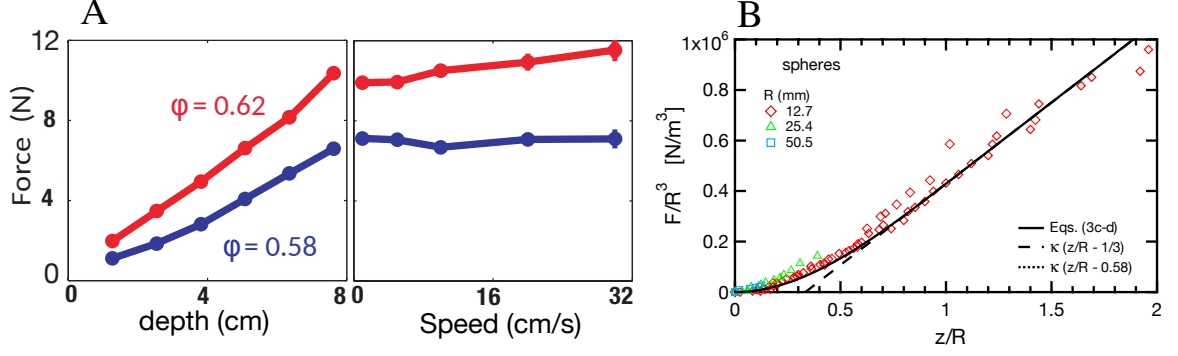 A
Force (N)
12
8
4
0
φ = 0.62
φ = 0.58
0
4
8
depth (cm)
0
16
32
Speed (cm/s)
B
F/R³ [N/m³]
1x10⁶
0.8
0.6
0.4
0.2
0
spheres
R (mm)
12.7
25.4
50.5
Eqs. (3c-d)
κ (z/R - 1/3)
κ (z/R - 0.58)
0
0.5
1
1.5
2
z/R